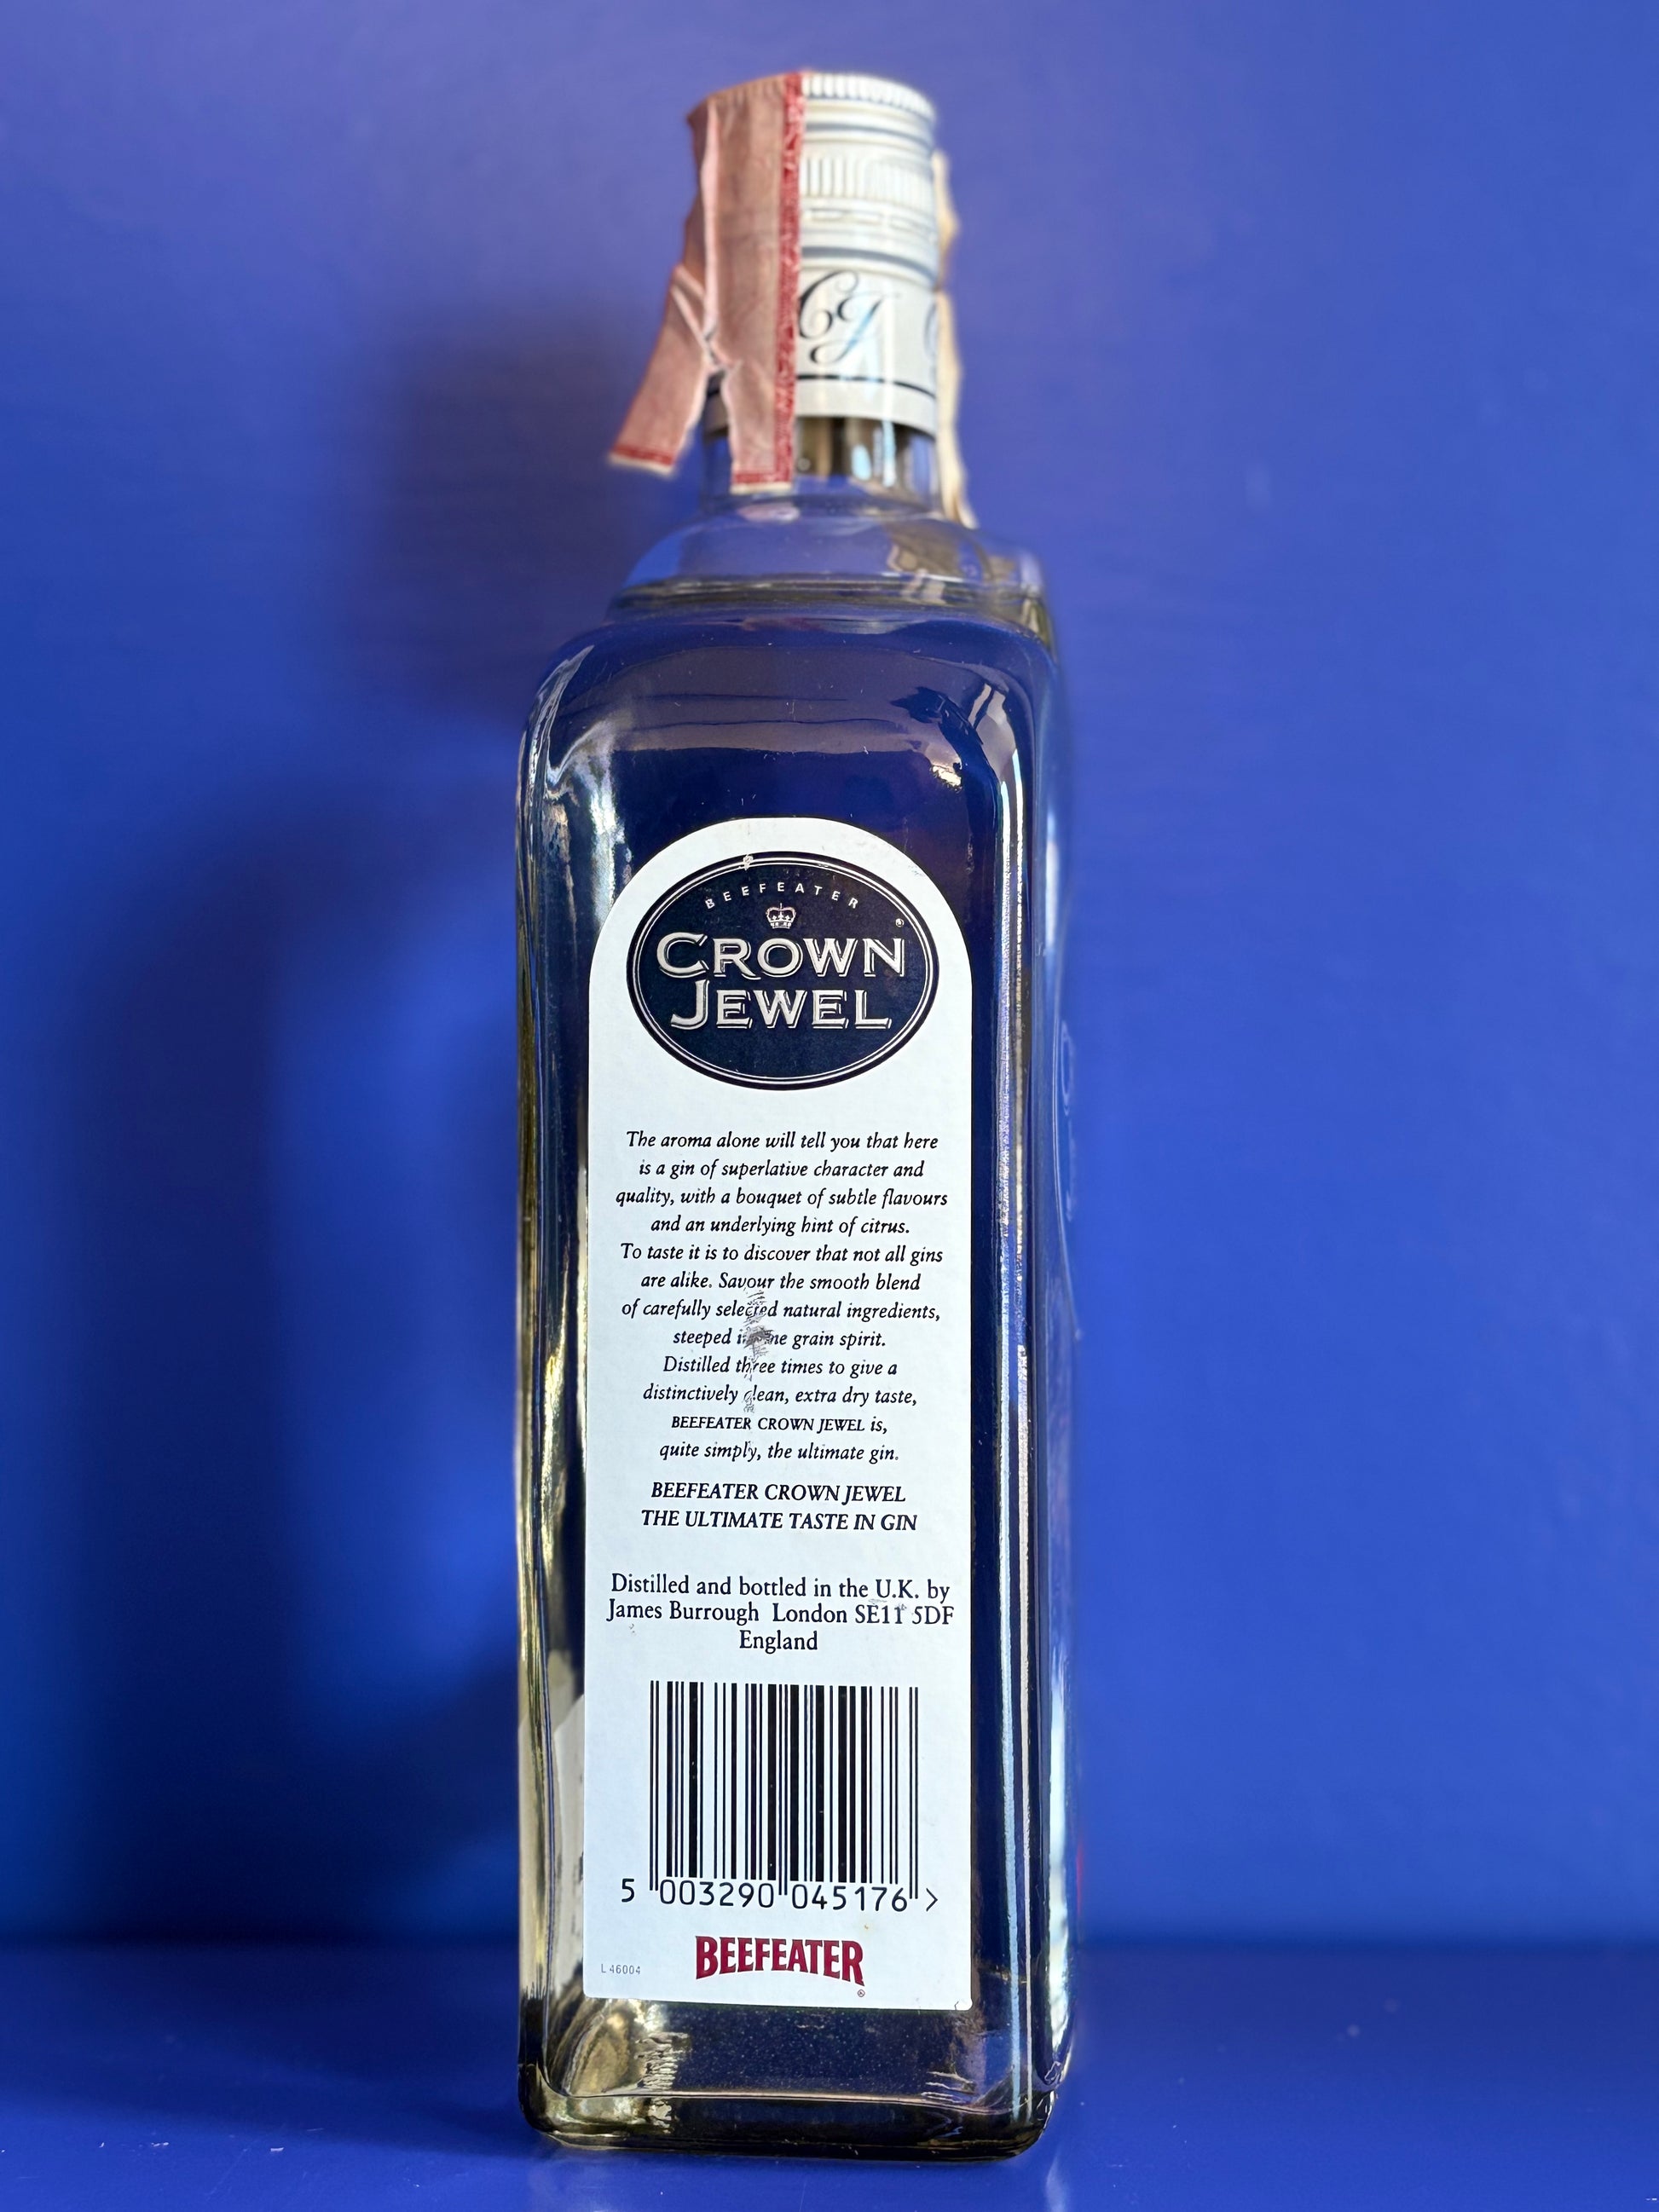 CJ
BEEFEATER
CROWN
JEWEL
The aroma alone will tell you that here
is a gin of superlative character and
quality, with a bouquet of subtle flavours
and an underlying hint of citrus.
To taste it is to discover that not all gins
are alike. Savour the smooth blend
of carefully selected natural ingredients,
steeped grain spirit.
Distilled three times to give a
distinctively clean, extra dry taste,
BEEFEATER CROWN JEWEL is,
quite simply, the ultimate gin.
BEEFEATER CROWN JEWEL
THE ULTIMATE TASTE IN GIN
Distilled and bottled in the U.K. by
James Burrough London SE11 5DF
England
5 003290 045176 >
BEEFEATER
L 46004